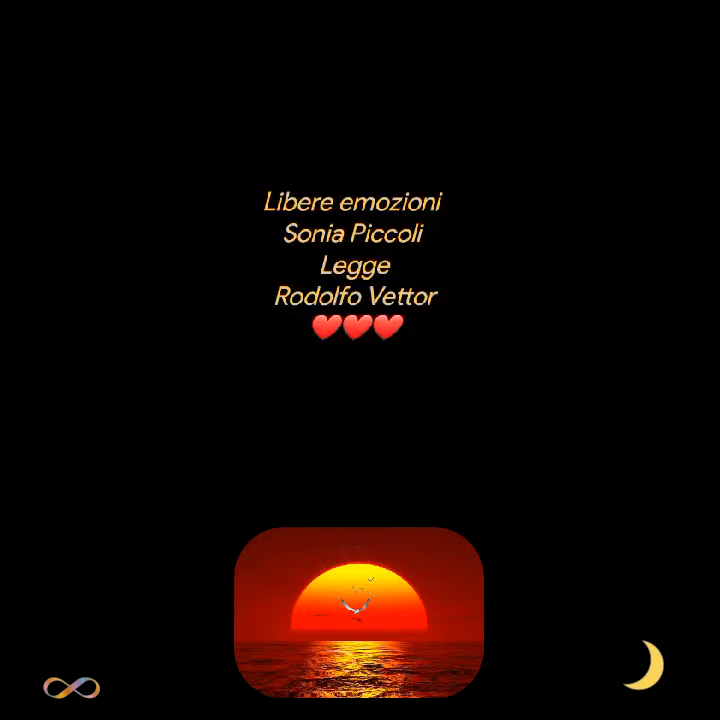 Libere emozioni
Sonia Piccoli
Legge
Rodolfo Vettor
❤️❤️❤️